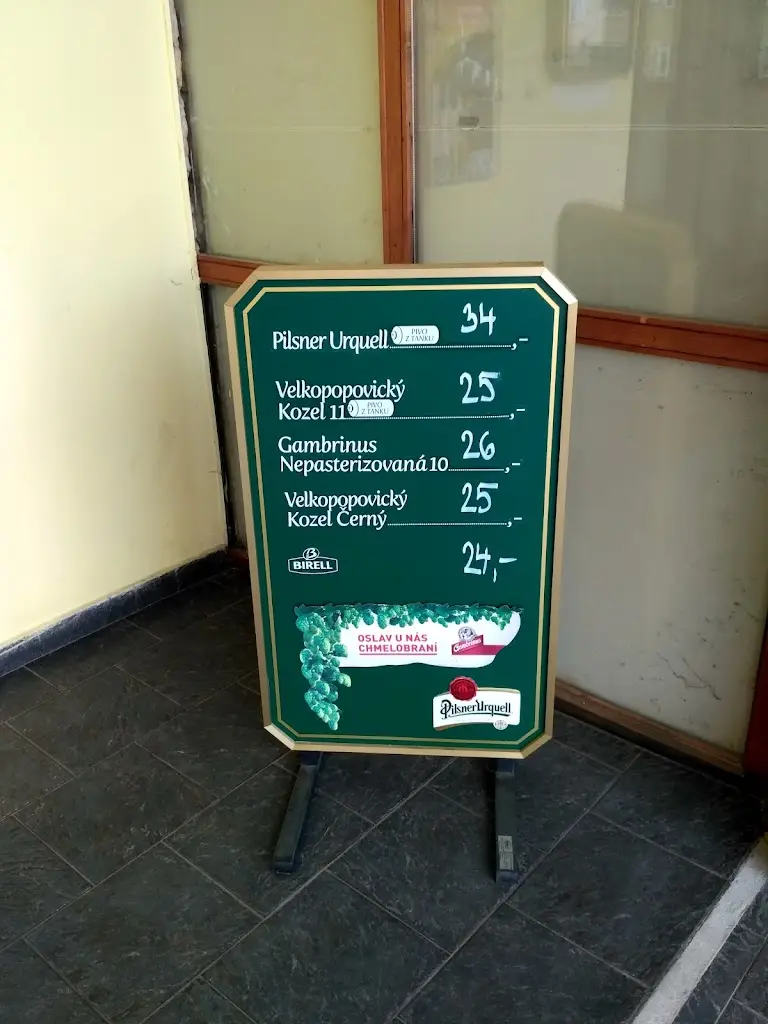 Pilsner Urquell PIVO Z TANKU 34,-
Velkopopovický
Kozel 11 PIVO Z TANKU 25,-
Gambrinus
Nepasterizovaná 10 26,-
Velkopopovický
Kozel Černý 25,-
BIRELL 24,-
OSLAV U NÁS
CHMELOBRANÍ
Gambrinus
Pilsner Urquell